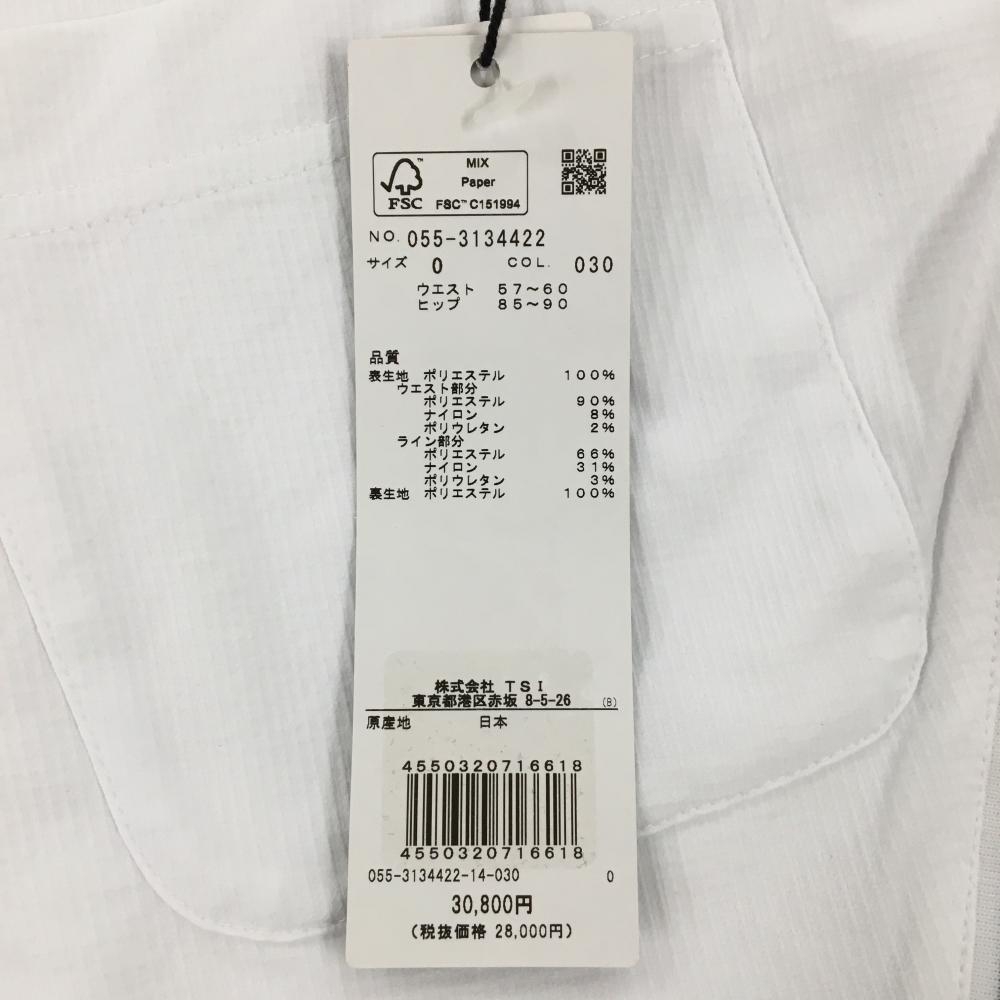 MIX
Paper
FSC™ FSC™ C151994
NO. 055-3134422
サイズ 0 COL. 030
ウエスト 57～60
ヒップ 85～90
品質
表生地 ポリエステル 100%
ウエスト部分
ポリエステル 90%
ナイロン 8%
ポリウレタン 2%
ライン部分
ポリエステル 66%
ナイロン 31%
ポリウレタン 3%
裏生地 ポリエステル 100%
株式会社 TSI
東京都港区赤坂 8-5-26 (B)
原産地 日本
4550320716618
4550320716618
055-3134422-14-030 0
30,800円
(税抜価格 28,000円)